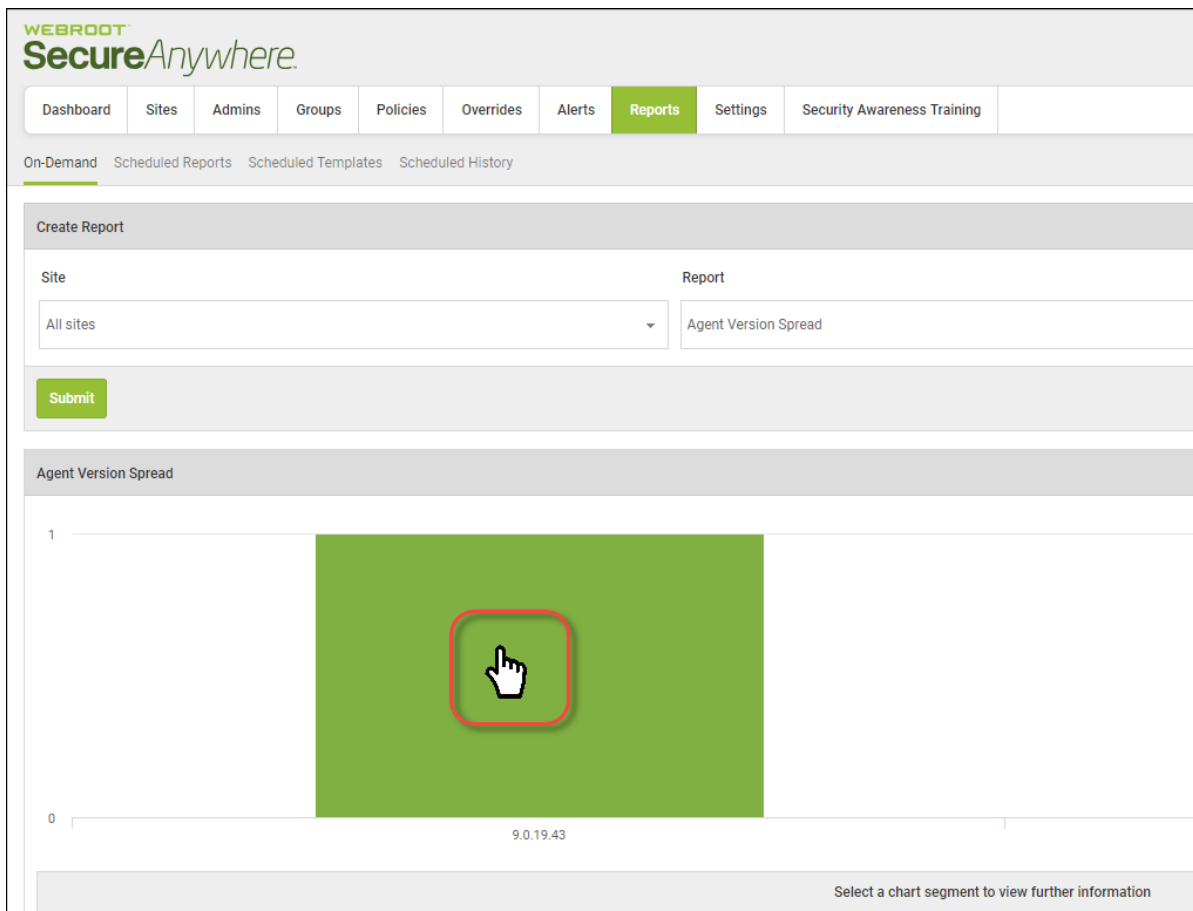 WEBROOT
SecureAnywhere.
Dashboard Sites Admins Groups Policies Overrides Alerts Reports Settings Security Awareness Training
On-Demand Scheduled Reports Scheduled Templates Scheduled History
Create Report
Site Report
All sites Agent Version Spread
Submit
Agent Version Spread
1
0
9.0.19.43
Select a chart segment to view further information